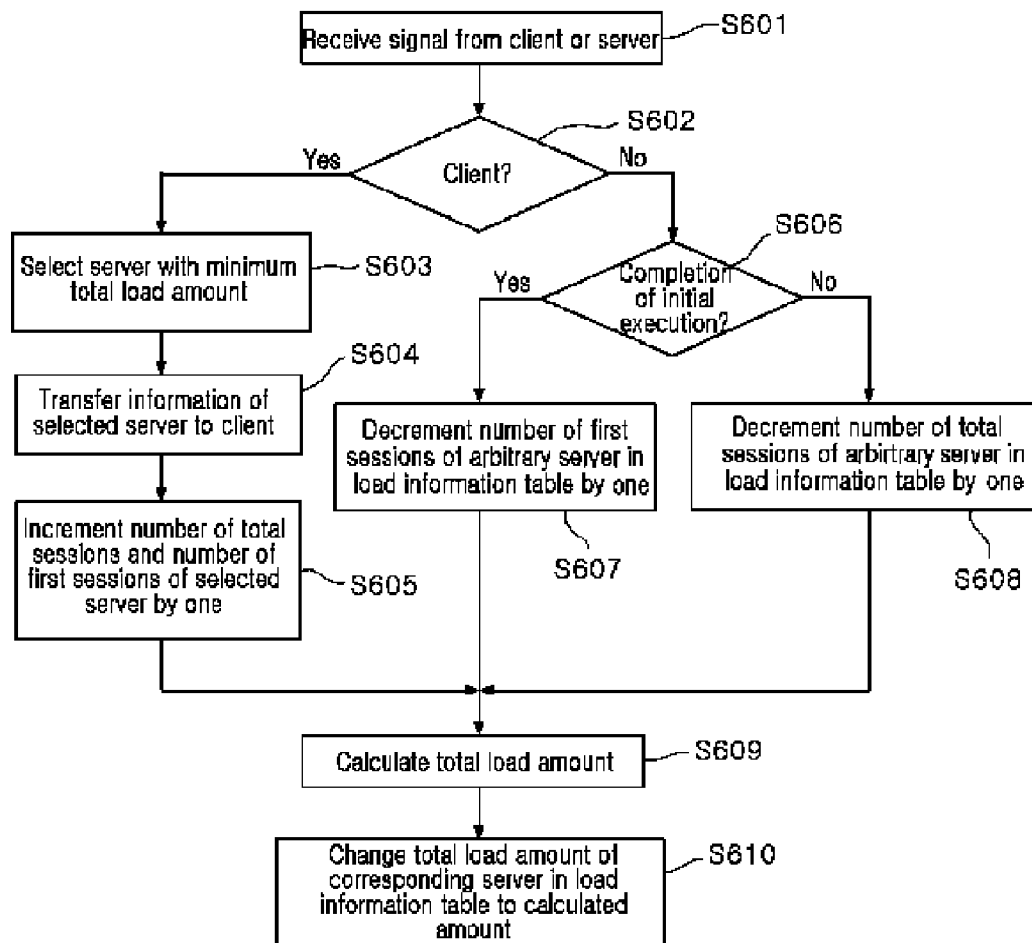 Receive signal from client or server
S601
S602
Yes
Client?
No
S606
Select server with minimum
total load amount
S603
Yes
Completion
of initial
execution?
No
S604
Transfer information of
selected server to client
Decrement number of first
sessions of arbitrary server in
load information table by one
Decrement number of total
sessions of arbirtrary server in
load information table by one
Increment number of total
sessions and number of
first sessions of selected
server by one
S605
S607
S608
Calculate total load amount
S609
Change total load amount of
corresponding server in load
information table to calculated
amount
S610